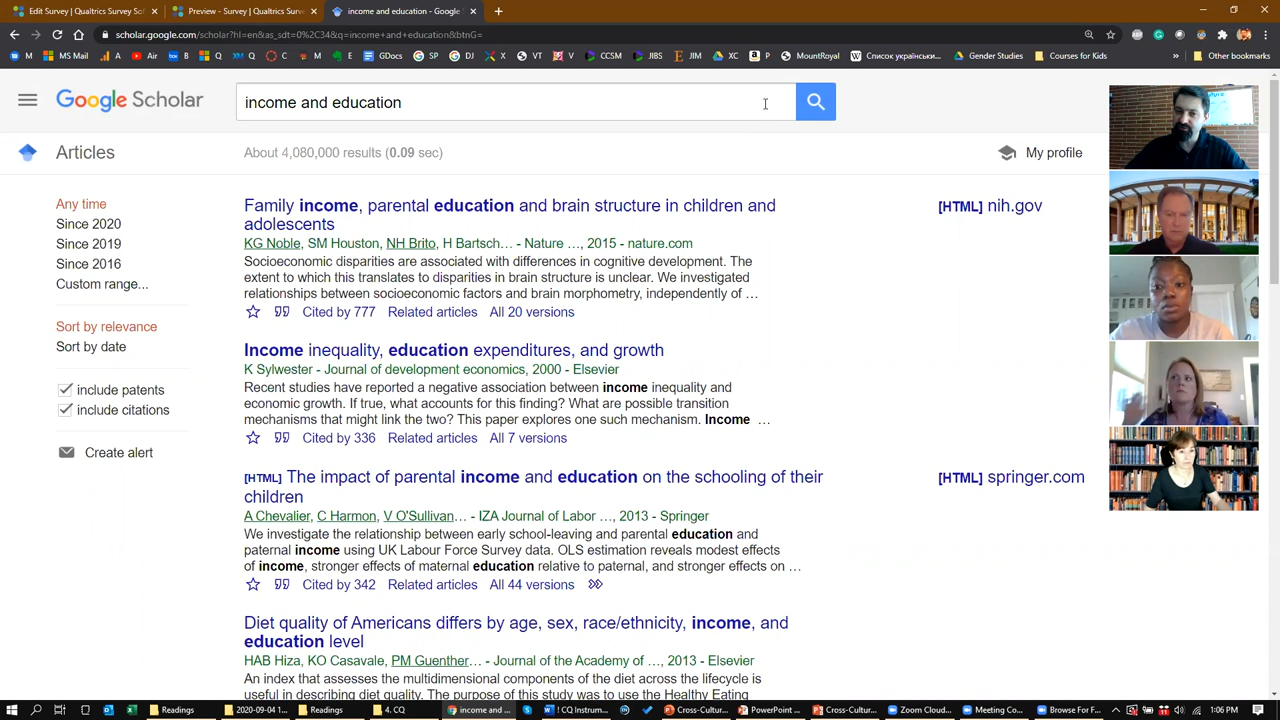 Edit Survey | Qualtrics Survey Sol
Preview - Survey | Qualtrics Surve
income and education - Google S
scholar.google.com/scholar?hl=en&as_sdt=0%2C34&q=income+and+education&btnG=
Air
Tor B
Q
GDocs
SP
DJ
YT
V
CCSM
JIBS
JIM
XC
P
MountRoyal
Список українськи...
Gender Studies
Courses for Kids
»
Other bookmarks
Google Scholar
income and education
Articles
About 4,080,000 results (0.08 sec)
My profile
Any time
Since 2020
Since 2019
Since 2016
Custom range...
Sort by relevance
Sort by date
include patents
include citations
Create alert
Family income, parental education and brain structure in children and
adolescents
[HTML] nih.gov
KG Noble, SM Houston, NH Brito, H Bartsch… - Nature …, 2015 - nature.com
Socioeconomic disparities are associated with differences in cognitive development. The
extent to which this translates to disparities in brain structure is unclear. We investigated
relationships between socioeconomic factors and brain morphometry, independently of …
Cited by 777 Related articles All 20 versions
Income inequality, education expenditures, and growth
K Sylwester - Journal of development economics, 2000 - Elsevier
Recent studies have reported a negative association between income inequality and
economic growth. If true, what accounts for this finding? What are possible transition
mechanisms that might link the two? This paper explores one such mechanism. Income …
Cited by 336 Related articles All 7 versions
[HTML] The impact of parental income and education on the schooling of their
children
[HTML] springer.com
A Chevalier, C Harmon, V O'Sullivan… - IZA Journal of Labor …, 2013 - Springer
We investigate the relationship between early school-leaving and parental education and
paternal income using UK Labour Force Survey data. OLS estimation reveals modest effects
of income, stronger effects of maternal education relative to paternal, and stronger effects on …
Cited by 342 Related articles All 44 versions
Diet quality of Americans differs by age, sex, race/ethnicity, income, and
education level
HAB Hiza, KO Casavale, PM Guenther… - Journal of the Academy of …, 2013 - Elsevier
An index that assesses the multidimensional components of the diet across the lifecycle is
useful in describing diet quality. The purpose of this study was to use the Healthy Eating
Readings
2020-09-04 1...
Readings
4. CQ
income and ...
! CQ Instrum...
Cross-Cultur...
PowerPoint ...
Cross-Cultur...
Zoom Cloud...
Meeting Co...
Browse For F...
1:06 PM